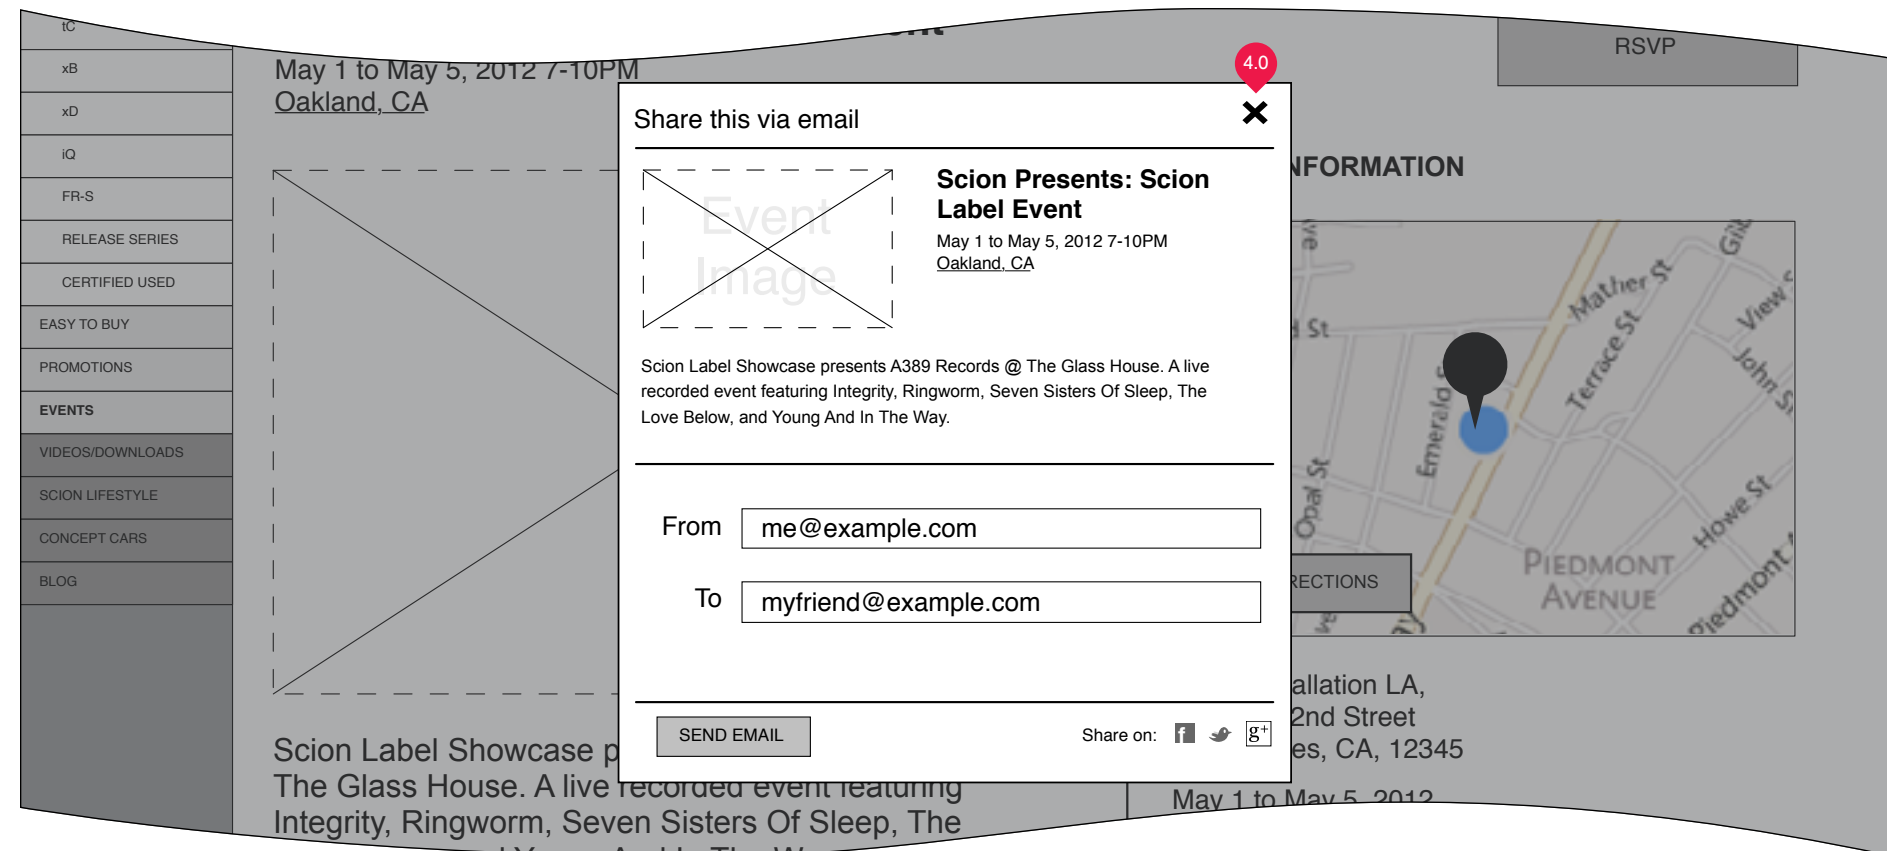 tC
xB
xD
iQ
FR-S
RELEASE SERIES
CERTIFIED USED
EASY TO BUY
PROMOTIONS
EVENTS
VIDEOS/DOWNLOADS
SCION LIFESTYLE
CONCEPT CARS
BLOG
May 1 to May 5, 2012 7-10PM
Oakland, CA
RSVP
4.0
Share this via email
Event
Image
Scion Presents: Scion
Label Event
May 1 to May 5, 2012 7-10PM
Oakland, CA
Scion Label Showcase presents A389 Records @ The Glass House. A live
recorded event featuring Integrity, Ringworm, Seven Sisters Of Sleep, The
Love Below, and Young And In The Way.
From me@example.com
To myfriend@example.com
SEND EMAIL
Share on: f g+
NFORMATION
Mather St
View
Terrace St
John St
Emerald
St
Opal St
Howe St
PIEDMONT
AVENUE
Piedmont
RECTIONS
allation LA,
2nd Street
es, CA, 12345
May 1 to May 5, 2012
Scion Label Showcase p
The Glass House. A live recorded event featuring
Integrity, Ringworm, Seven Sisters Of Sleep, The